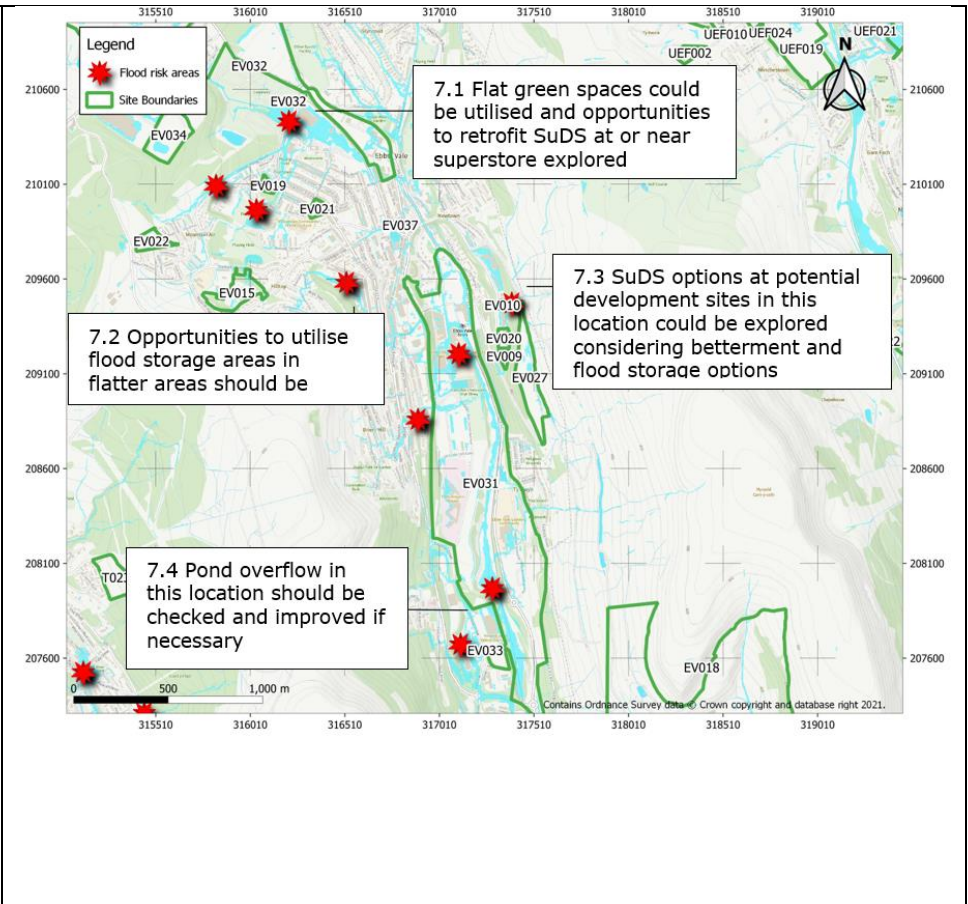 315510 316010 316510 317010 317510 318010 318510 319010
Legend
Flood risk areas
Site Boundaries
UEF010 UEF024
UEF019
UEF021
UEF002
N
EV032
EV032
EV034
7.1 Flat green spaces could
be utilised and opportunities
to retrofit SuDS at or near
superstore explored
210600
210600
Ebbw Vale
210100
210100
EV019
EV021
EV037
EV022
209600
209600
EV015
7.3 SuDS options at potential
development sites in this
location could be explored
considering betterment and
flood storage options
EV010
7.2 Opportunities to utilise
flood storage areas in
flatter areas should be
EV020
EV009
EV027
209100
209100
208600
208600
EV031
208100
208100
7.4 Pond overflow in
this location should be
checked and improved if
necessary
207600
207600
EV033
EV018
0 500 1,000 m
Contains Ordnance Survey data © Crown copyright and database right 2021.
315510 316010 316510 317010 317510 318010 318510 319010